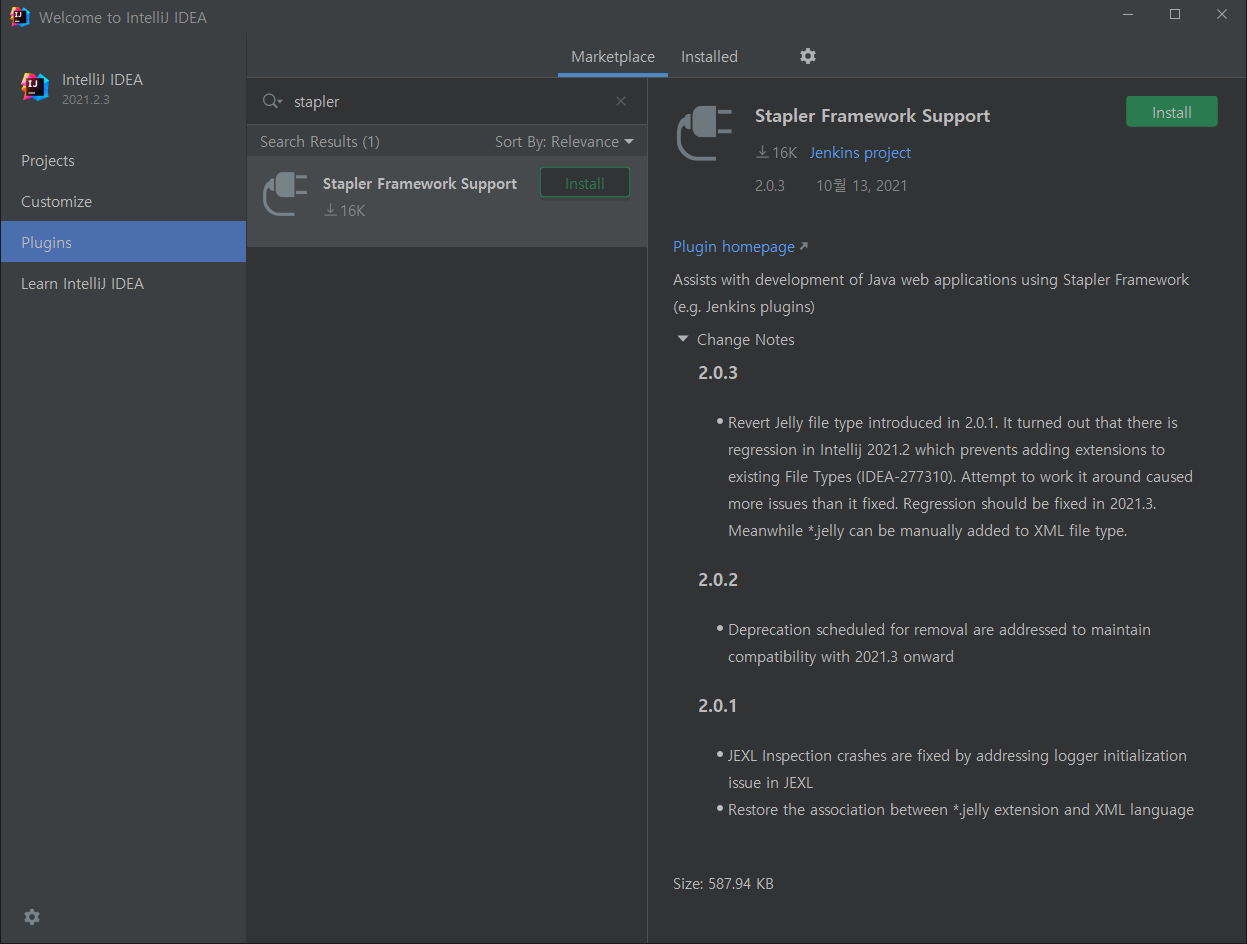 Welcome to IntelliJ IDEA
IntelliJ IDEA
2021.2.3
Projects
Customize
Plugins
Learn IntelliJ IDEA
Marketplace
Installed
stapler
Search Results (1)
Sort By: Relevance
Stapler Framework Support
Install
16K
Stapler Framework Support
Install
16K Jenkins project
2.0.3 10월 13, 2021
Plugin homepage
Assists with development of Java web applications using Stapler Framework
(e.g. Jenkins plugins)
Change Notes
2.0.3
• Revert Jelly file type introduced in 2.0.1. It turned out that there is
regression in Intellij 2021.2 which prevents adding extensions to
existing File Types (IDEA-277310). Attempt to work it around caused
more issues than it fixed. Regression should be fixed in 2021.3.
Meanwhile *.jelly can be manually added to XML file type.
2.0.2
• Deprecation scheduled for removal are addressed to maintain
compatibility with 2021.3 onward
2.0.1
• JEXL Inspection crashes are fixed by addressing logger initialization
issue in JEXL
• Restore the association between *.jelly extension and XML language
Size: 587.94 KB